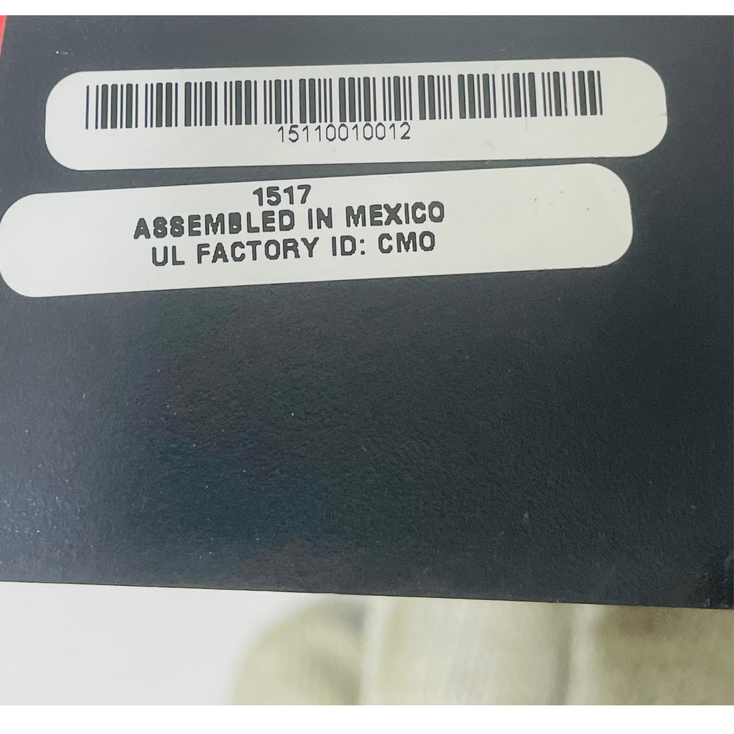 15110010012
1517
ASSEMBLED IN MEXICO
UL FACTORY ID: CMO